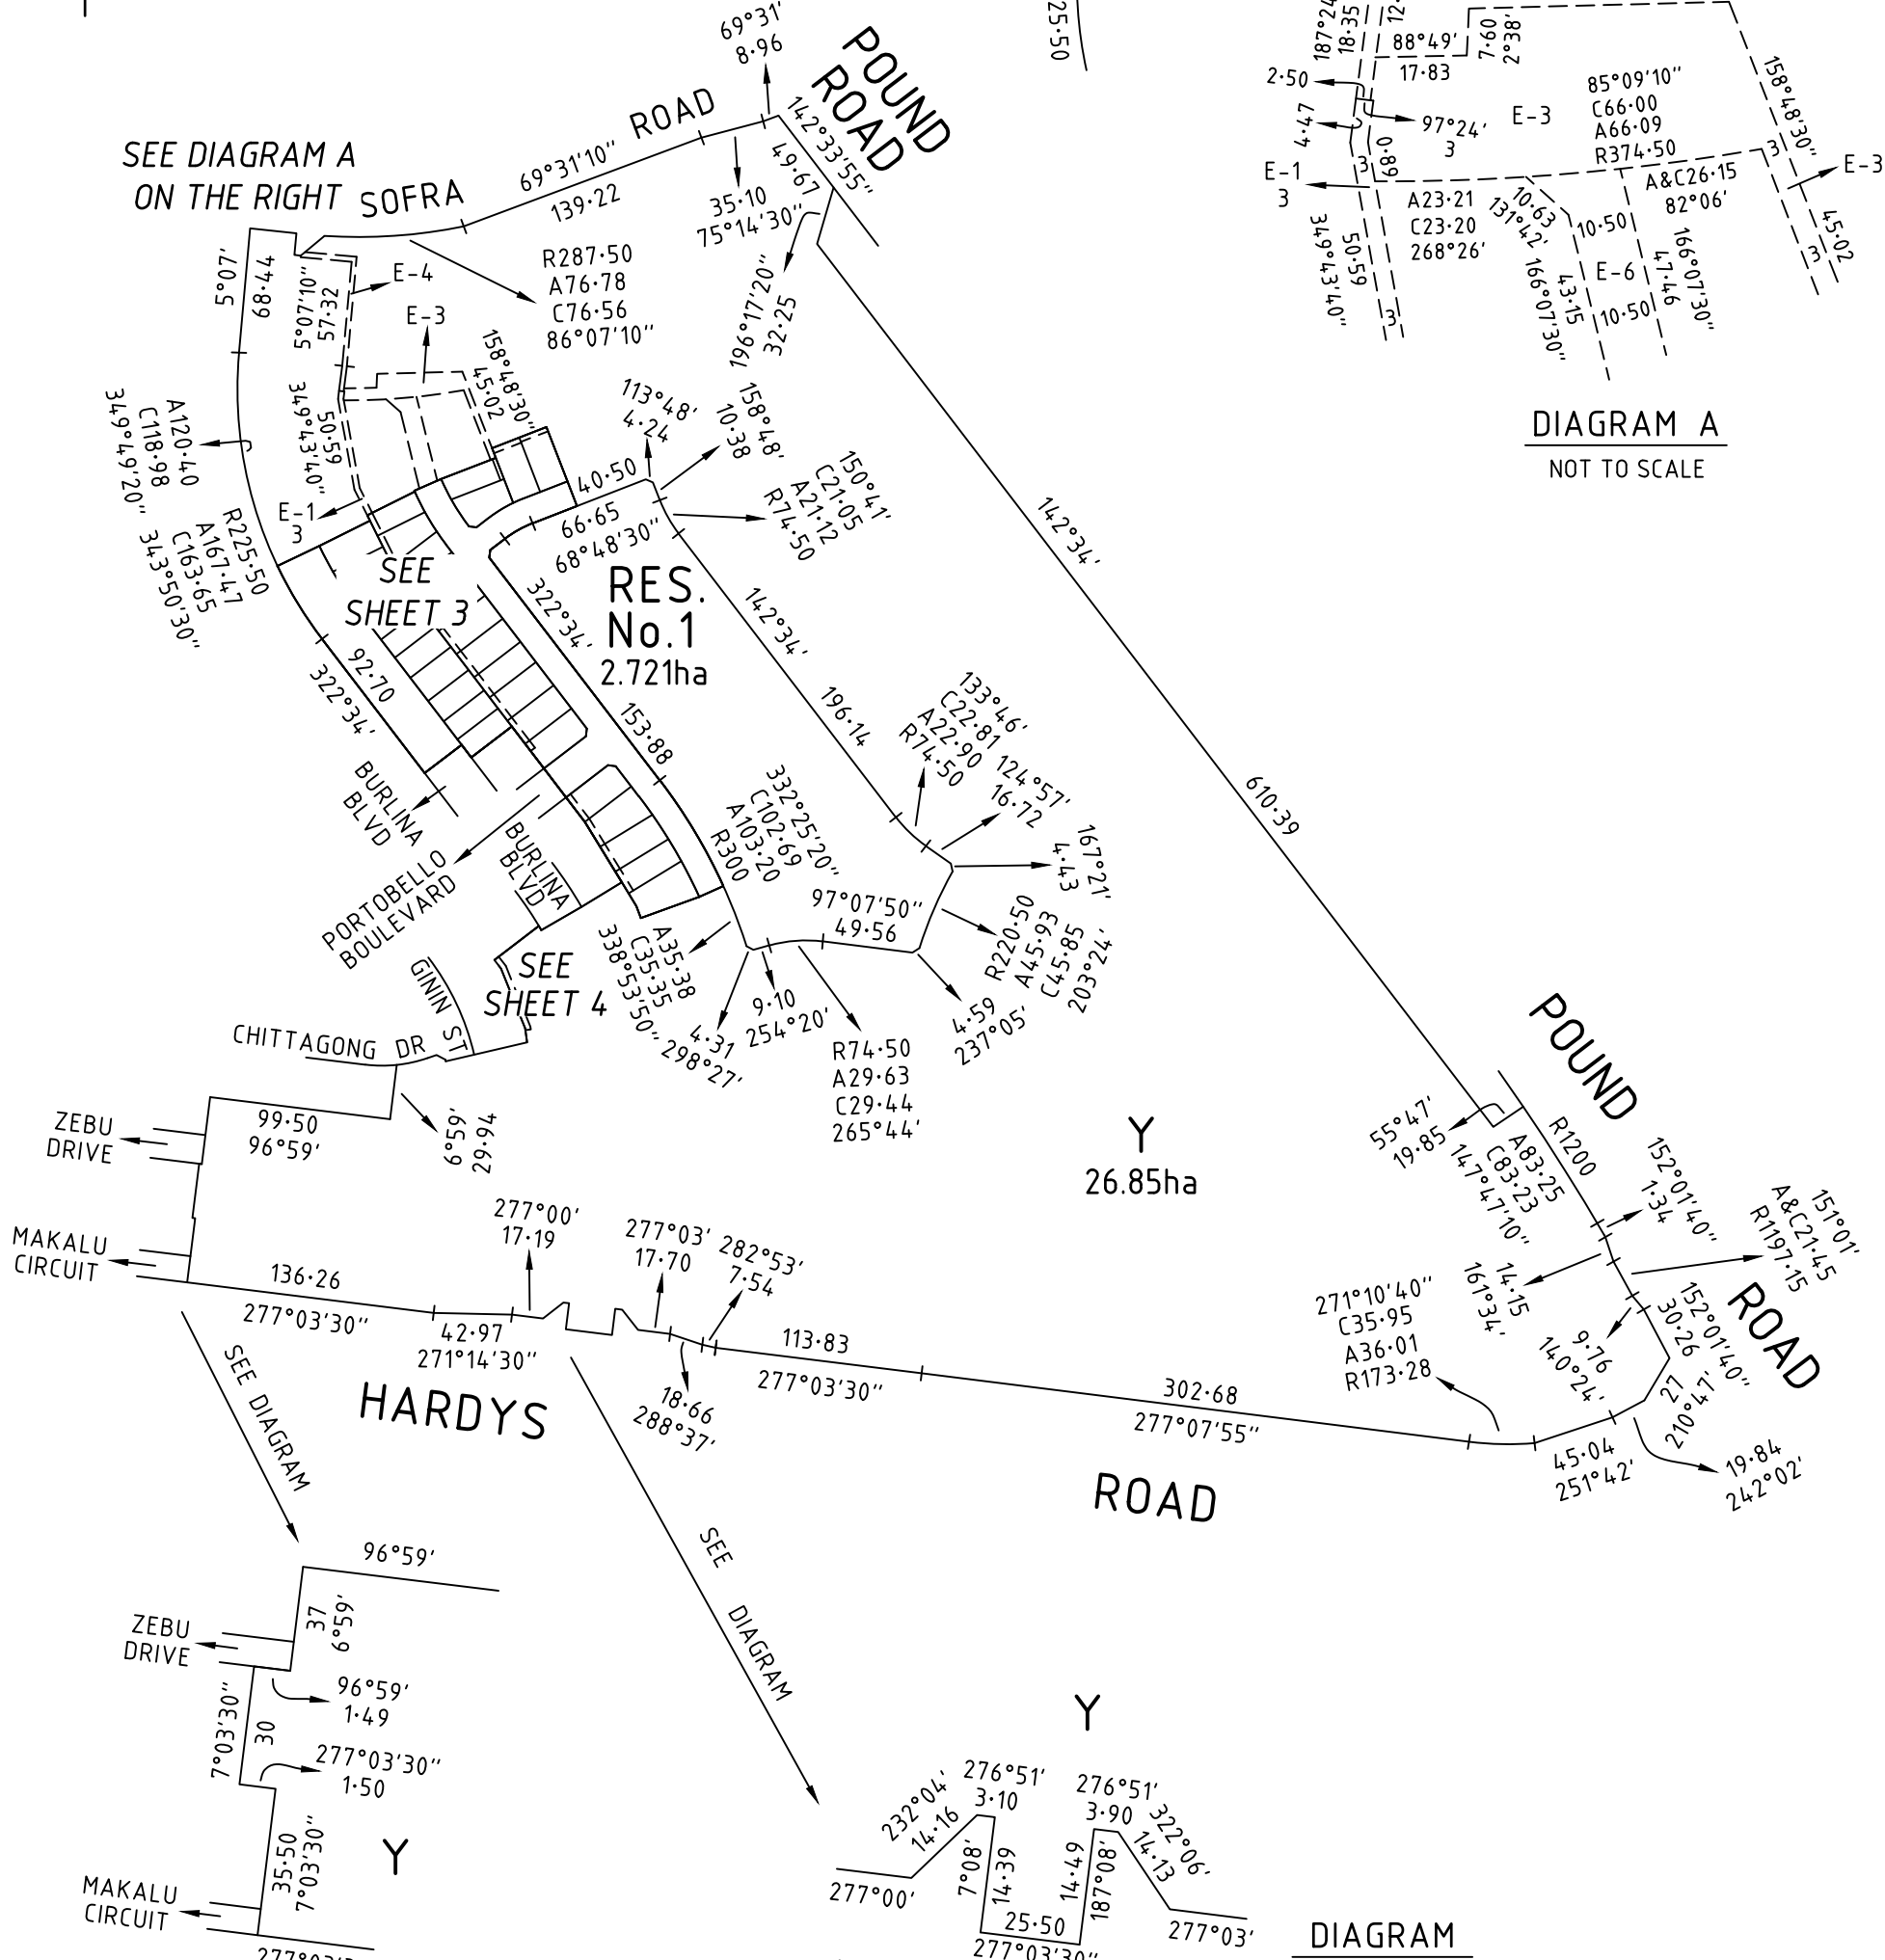 69°31'
8·96
POUND
ROAD
142°33'55"
49·67
SEE DIAGRAM A
ON THE RIGHT
SOFRA
ROAD
69°31'10"
139·22
35·10
75°14'30"
196°17'20"
32·25
R287·50
A76·78
C76·56
86°07'10"
5°07'
68·44
5°07'10"
57·32
E-4
E-3
158°48'30"
45·02
349°43'40"
50·59
A120·40
C118·98
349°49'20"
E-1
3
R225·50
A167·47
C163·65
343°50'30"
113°48'
4·24
158°48'
10·38
40·50
66·65
68°48'30"
150°41'
C21·05
A21·12
R74·50
SEE
SHEET 3
RES.
No.1
2.721ha
322°34'
153·88
142°34'
196·14
92·70
322°34'
142°34'
610·39
BURLINA
BLVD
PORTOBELLO
BOULEVARD
BURLINA
BLVD
133°46'
C22·81
A22·90
R74·50
124°57'
16·72
167°21'
4·43
332°25'20"
C102·69
A103·20
R300
97°07'50"
49·56
R220·50
A45·93
C45·85
203°24'
A35·38
C35·35
338°53'50"
4·31
298°27'
9·10
254°20'
R74·50
A29·63
C29·44
265°44'
4·59
237°05'
SEE
SHEET 4
GININ ST
CHITTAGONG DR
99·50
96°59'
6°59'
29·94
ZEBU
DRIVE
MAKALU
CIRCUIT
Y
26.85ha
136·26
277°03'30"
277°00'
17·19
42·97
271°14'30"
277°03'
17·70
282°53'
7·54
18·66
288°37'
113·83
277°03'30"
302·68
277°07'55"
HARDYS
ROAD
POUND
ROAD
55°47'
19·85
R1200
A83·25
C83·23
147°47'10"
152°01'40"
1·34
151°01'
A&C21·45
R1197·15
14·15
161°34'
152°01'40"
30·26
9·76
140°24'
27
210°47'
271°10'40"
C35·95
A36·01
R173·28
45·04
251°42'
19·84
242°02'
SEE DIAGRAM
SEE DIAGRAM
96°59'
37
6°59'
ZEBU
DRIVE
96°59'
1·49
7°03'30"
30
277°03'30"
1·50
35·50
7°03'30"
Y
MAKALU
CIRCUIT
Y
232°04'
14·16
276°51'
3·10
276°51'
3·90
322°06'
14·13
7°08'
14·39
14·49
187°08'
277°00'
25·50
277°03'30"
277°03'
DIAGRAM
25·50
187°24'
18·35
88°49'
17·83
7·60
2°38'
2·50
4·47
97°24'
3
E-3
85°09'10"
C66·00
A66·09
R374·50
158°48'30"
3
E-3
0·89
3
E-1
3
A23·21
C23·20
268°26'
10·63
131°42'
A&C26·15
82°06'
45·02
3
349°43'40"
50·59
3
10·50
E-6
10·50
166°07'30"
43·15
47·46
166°07'30"
DIAGRAM A
NOT TO SCALE